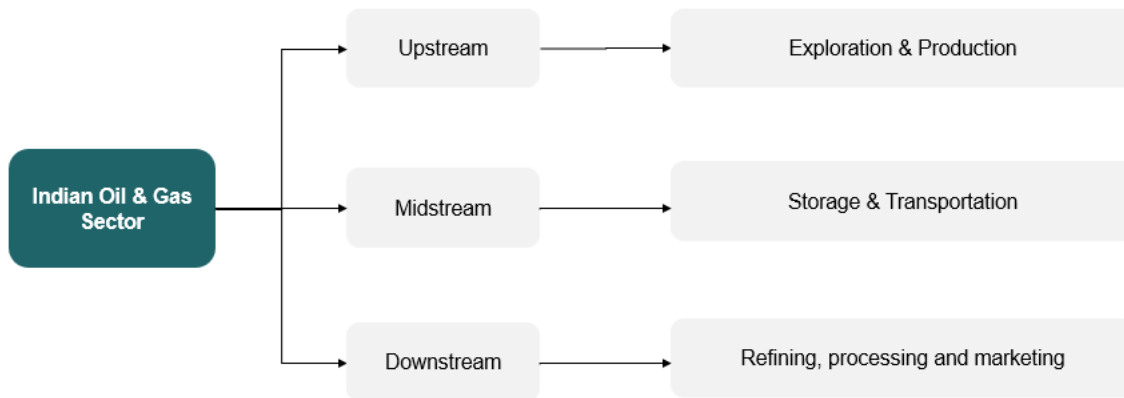 Upstream
Exploration & Production
Indian Oil & Gas
Sector
Midstream
Storage & Transportation
Downstream
Refining, processing and marketing